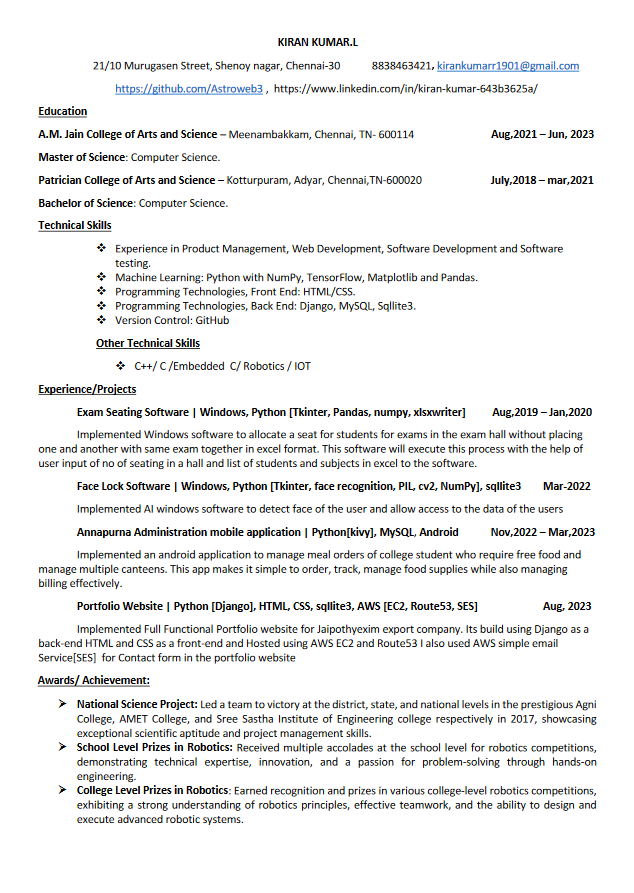 KIRAN KUMAR.L
21/10 Murugasen Street, Shenoy nagar, Chennai-30 8838463421, kirankumarr1901@gmail.com
https://github.com/Astroweb3 , https://www.linkedin.com/in/kiran-kumar-643b3625a/
Education
A.M. Jain College of Arts and Science – Meenambakkam, Chennai, TN- 600114 Aug,2021 – Jun, 2023
Master of Science: Computer Science.
Patrician College of Arts and Science – Kotturpuram, Adyar, Chennai,TN-600020 July,2018 – mar,2021
Bachelor of Science: Computer Science.
Technical Skills
❖ Experience in Product Management, Web Development, Software Development and Software
testing.
❖ Machine Learning: Python with NumPy, TensorFlow, Matplotlib and Pandas.
❖ Programming Technologies, Front End: HTML/CSS.
❖ Programming Technologies, Back End: Django, MySQL, Sqllite3.
❖ Version Control: GitHub
Other Technical Skills
❖ C++/ C /Embedded C/ Robotics / IOT
Experience/Projects
Exam Seating Software | Windows, Python [Tkinter, Pandas, numpy, xlsxwriter] Aug,2019 – Jan,2020
Implemented Windows software to allocate a seat for students for exams in the exam hall without placing
one and another with same exam together in excel format. This software will execute this process with the help of
user input of no of seating in a hall and list of students and subjects in excel to the software.
Face Lock Software | Windows, Python [Tkinter, face recognition, PIL, cv2, NumPy], sqllite3 Mar-2022
Implemented AI windows software to detect face of the user and allow access to the data of the users
Annapurna Administration mobile application | Python[kivy], MySQL, Android Nov,2022 – Mar,2023
Implemented an android application to manage meal orders of college student who require free food and
manage multiple canteens. This app makes it simple to order, track, manage food supplies while also managing
billing effectively.
Portfolio Website | Python [Django], HTML, CSS, sqllite3, AWS [EC2, Route53, SES] Aug, 2023
Implemented Full Functional Portfolio website for Jaipothyexim export company. Its build using Django as a
back-end HTML and CSS as a front-end and Hosted using AWS EC2 and Route53 I also used AWS simple email
Service[SES] for Contact form in the portfolio website
Awards/ Achievement:
➢ National Science Project: Led a team to victory at the district, state, and national levels in the prestigious Agni
College, AMET College, and Sree Sastha Institute of Engineering college respectively in 2017, showcasing
exceptional scientific aptitude and project management skills.
➢ School Level Prizes in Robotics: Received multiple accolades at the school level for robotics competitions,
demonstrating technical expertise, innovation, and a passion for problem-solving through hands-on
engineering.
➢ College Level Prizes in Robotics: Earned recognition and prizes in various college-level robotics competitions,
exhibiting a strong understanding of robotics principles, effective teamwork, and the ability to design and
execute advanced robotic systems.